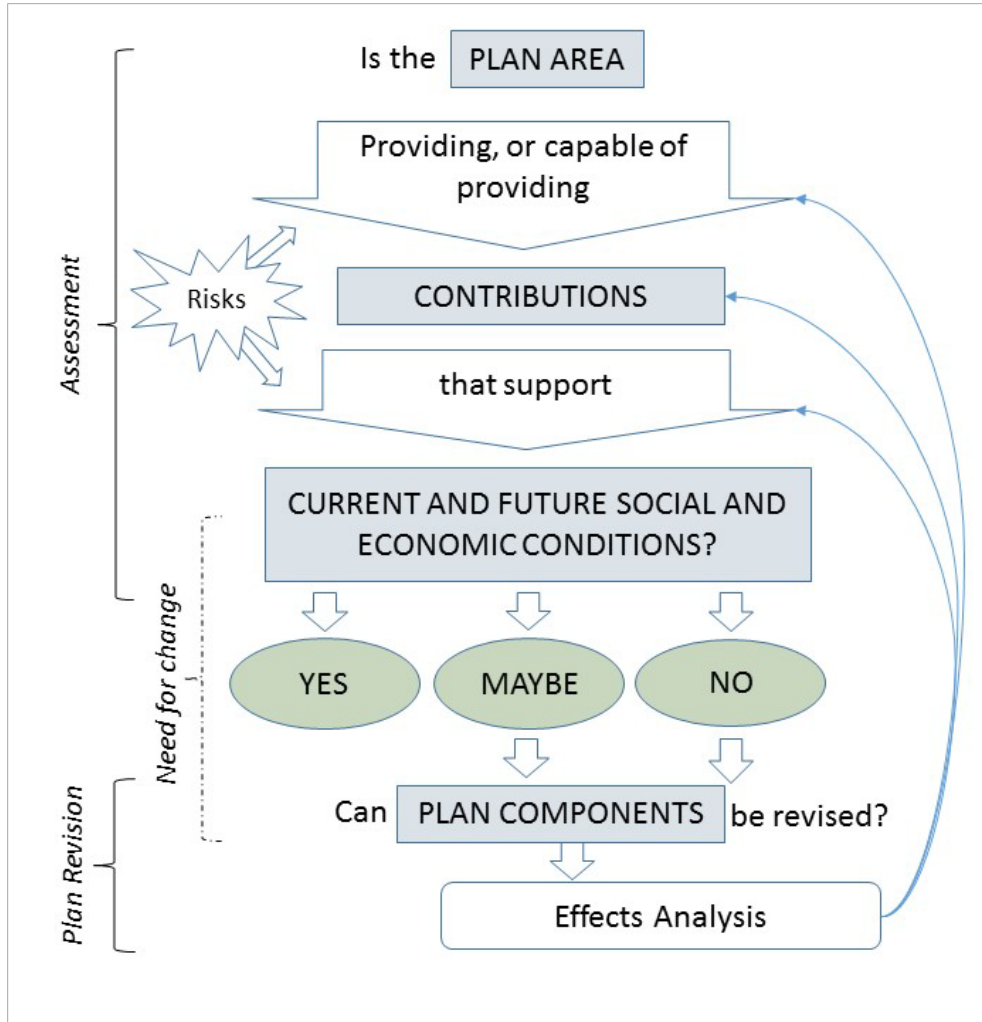 Is the PLAN AREA
Providing, or capable of
providing
Risks
CONTRIBUTIONS
that support
Assessment
CURRENT AND FUTURE SOCIAL AND
ECONOMIC CONDITIONS?
Need for change
YES
MAYBE
NO
Can PLAN COMPONENTS be revised?
Plan Revision
Effects Analysis